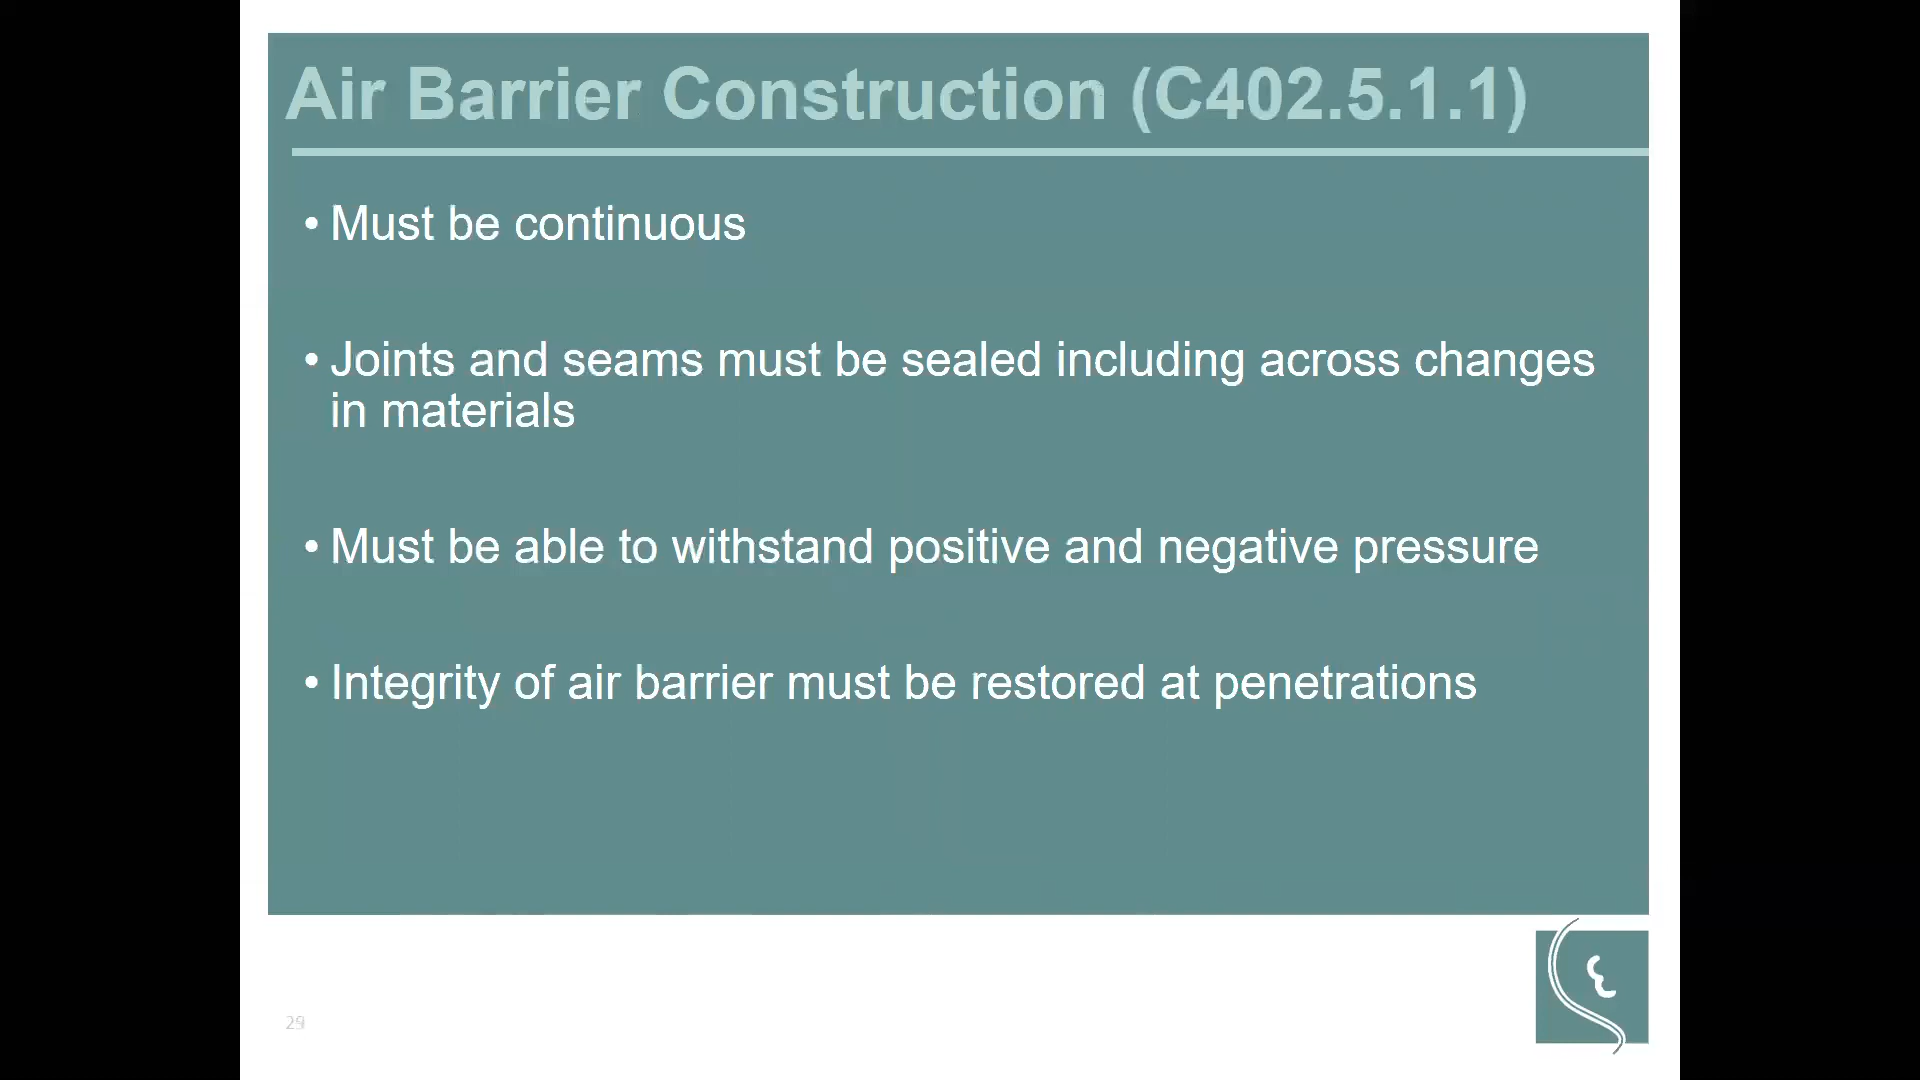 Air Barrier Construction (C402.5.1.1)
• Must be continuous
• Joints and seams must be sealed including across changes
in materials
• Must be able to withstand positive and negative pressure
• Integrity of air barrier must be restored at penetrations
29